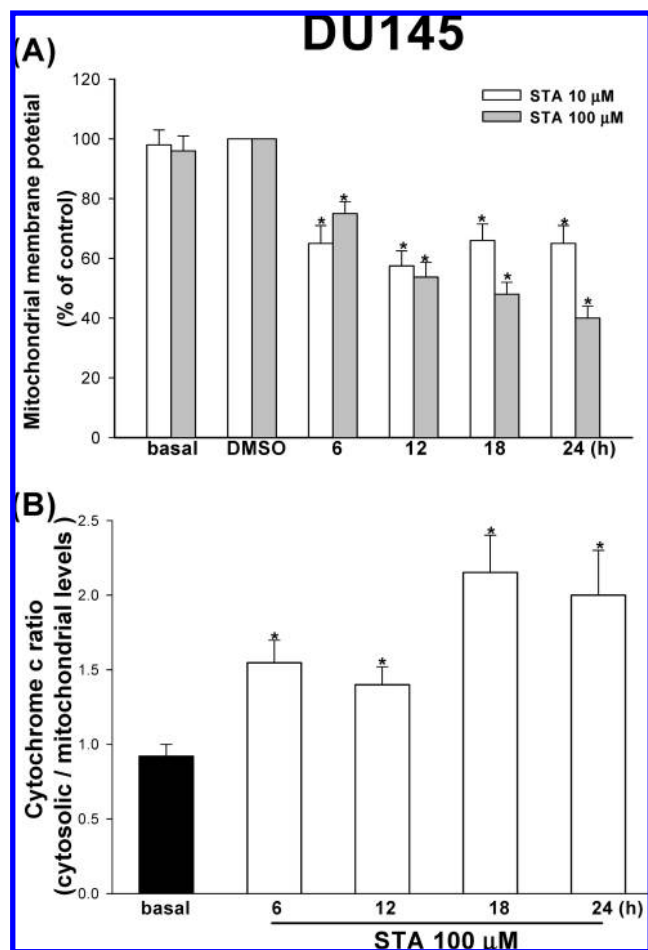 DU145
(A)
Mitochondrial membrane potetial
(% of control)
120
100
80
60
40
20
0
STA 10 μM
STA 100 μM
* * * * * * * *
basal DMSO 6 12 18 24 (h)
(B)
Cytochrome c ratio
(cytosolic / mitochondrial levels )
2.5
2.0
1.5
1.0
0.5
0.0
* * * *
basal 6 12 18 24 (h)
STA 100 μM